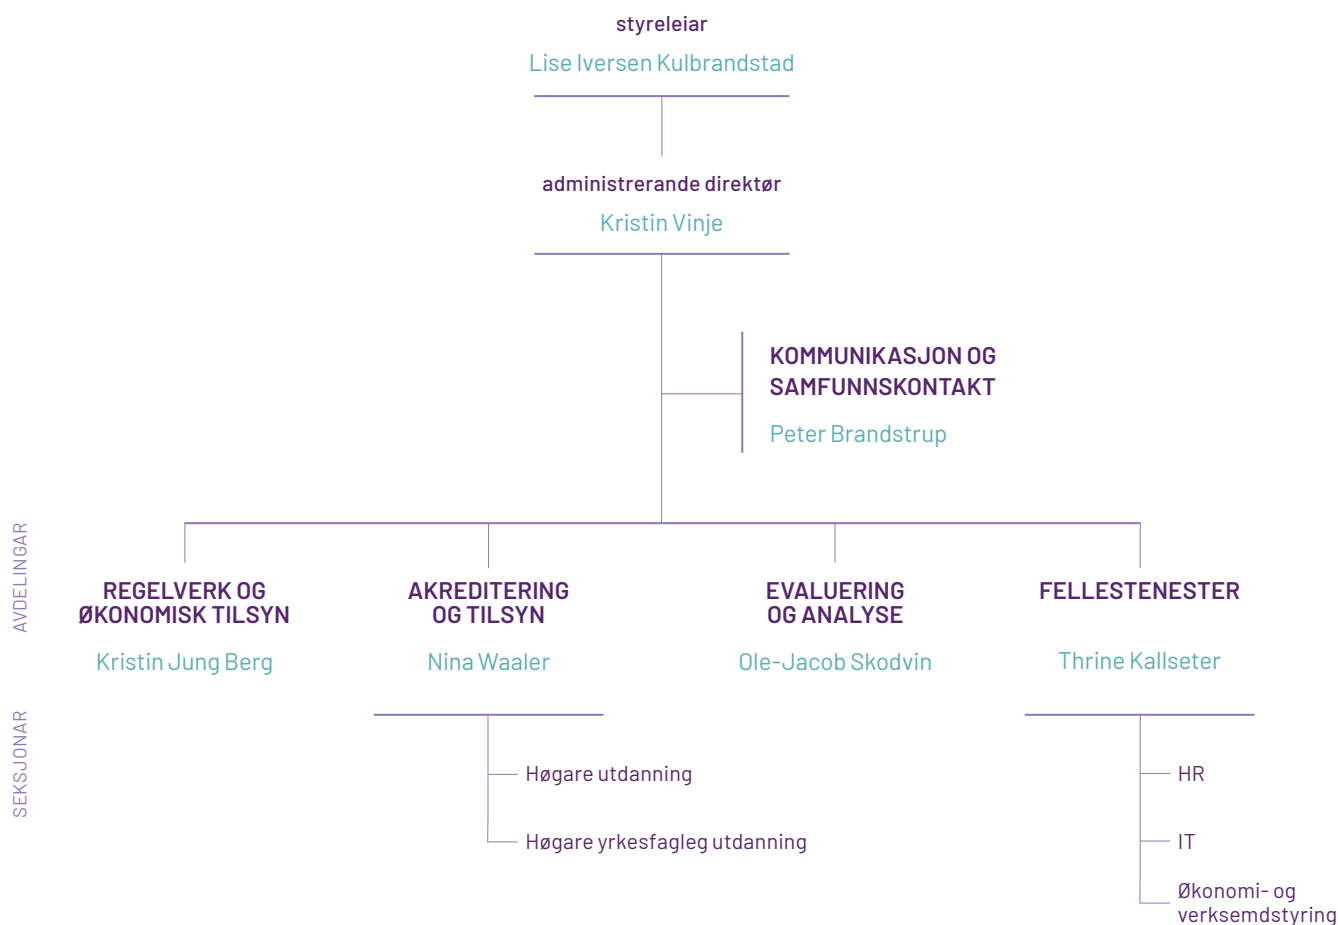 styreleiar
Lise Iversen Kulbrandstad
administrerande direktør
Kristin Vinje
KOMMUNIKASJON OG
SAMFUNNSKONTAKT
Peter Brandstrup
AVDELINGAR
REGELVERK OG
ØKONOMISK TILSYN
Kristin Jung Berg
AKREDITERING
OG TILSYN
Nina Waaler
EVALUERING
OG ANALYSE
Ole-Jacob Skodvin
FELLESTENESTER
Thrine Kallseter
SEKSJONAR
Høgare utdanning
Høgare yrkesfagleg utdanning
HR
IT
Økonomi- og
verksemdstyring